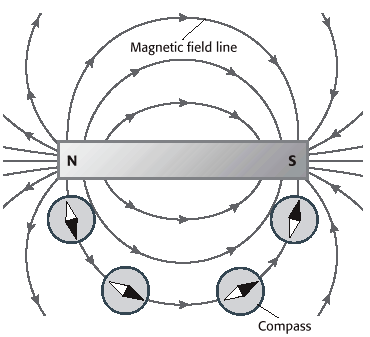 Magnetic field line
N S
Compass